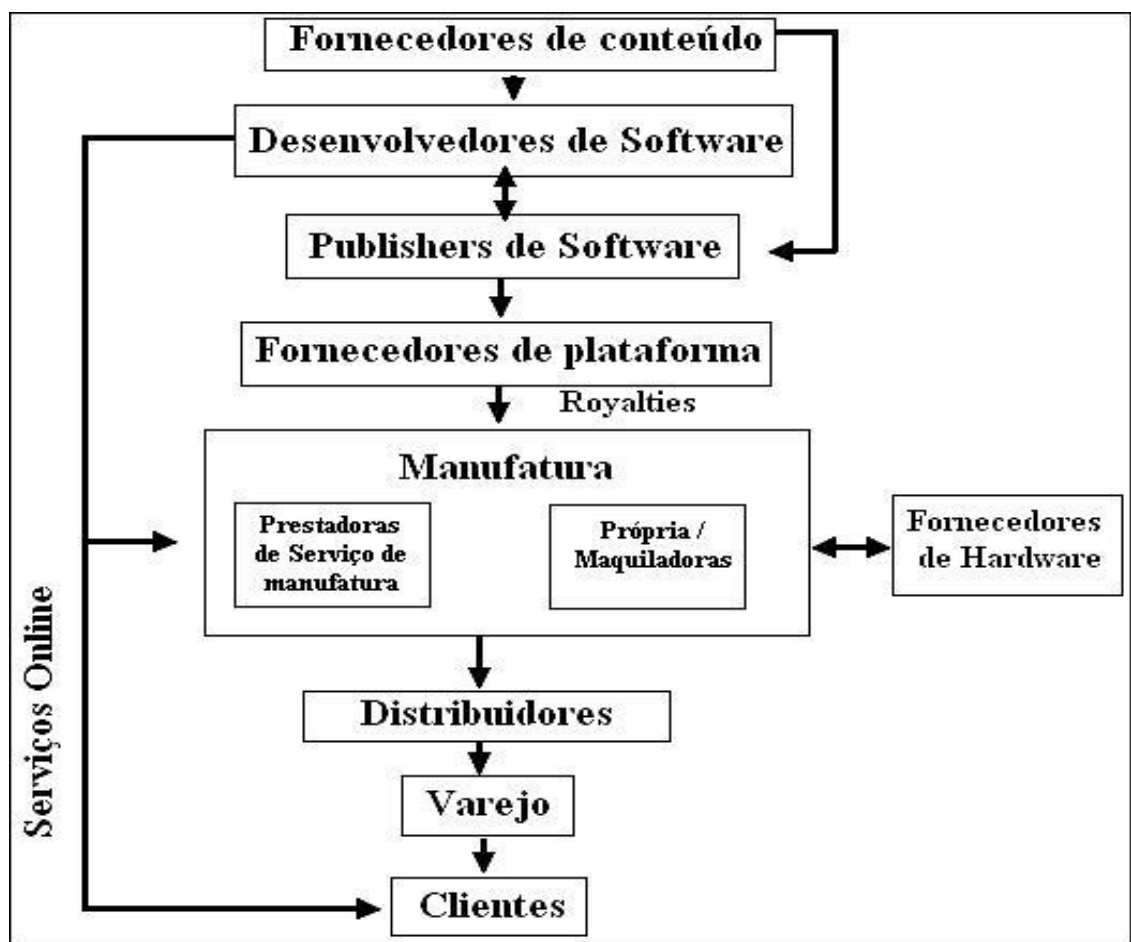 Fornecedores de conteúdo
Desenvolvedores de Software
Publishers de Software
Fornecedores de plataforma
Royalties
Manufatura
Prestadoras
de Serviço de
manufatura
Própria /
Maquiladoras
Fornecedores
de Hardware
Distribuidores
Varejo
Clientes
Serviços Online